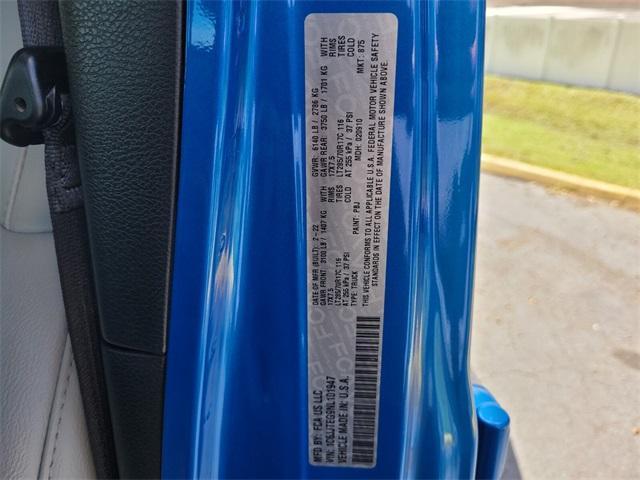 MFD BY: FCA US LLC
DATE OF MFR (BUILT): 2-22
GVWR: 6140 LB / 2786 KG
GAWR FRONT: 3100 LB / 1407 KG WITH
GAWR REAR: 3750 LB / 1701 KG WITH
17X7.5 RIMS
17X7.5 RIMS
LT285/70R17C 116 TIRES
LT285/70R17C 116 TIRES
AT 255 kPa / 37 PSI COLD
AT 255 kPa / 37 PSI COLD
VIN: 1C6JJTEG9NL101947
TYPE: TRUCK
PAINT: PBJ
MDH: 020910
MKT: 875
VEHICLE MADE IN: U.S.A.
THIS VEHICLE CONFORMS TO ALL APPLICABLE U.S.A. FEDERAL MOTOR VEHICLE SAFETY
STANDARDS IN EFFECT ON THE DATE OF MANUFACTURE SHOWN ABOVE.